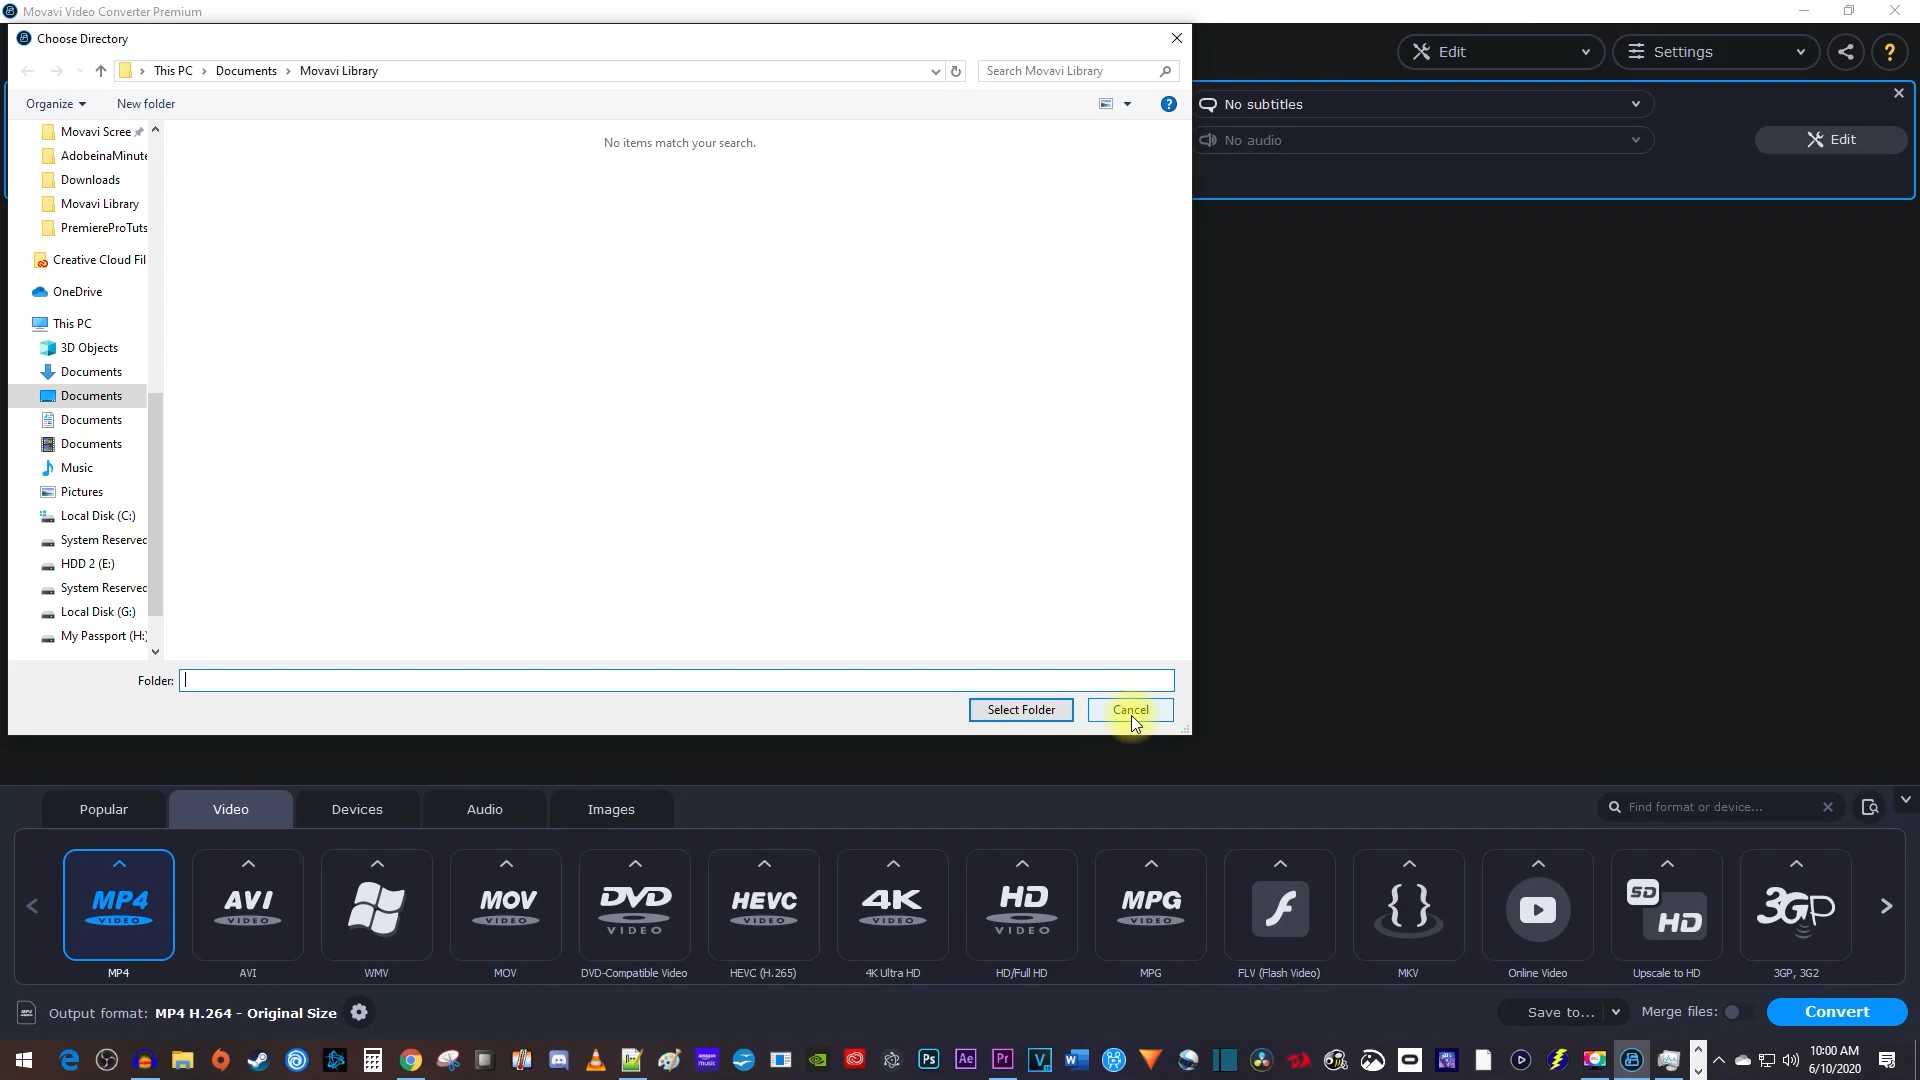 Movavi Video Converter Premium
Choose Directory
Edit
Settings
This PC > Documents > Movavi Library
Search Movavi Library
Organize
New folder
No subtitles
No audio
Edit
No items match your search.
Movavi Scree
AdobeinaMinute
Downloads
Movavi Library
PremiereProTuts
Creative Cloud Fil
OneDrive
This PC
3D Objects
Documents
Documents
Documents
Documents
Music
Pictures
Local Disk (C:)
System Reserved
HDD 2 (E:)
System Reserved
Local Disk (G:)
My Passport (H:)
Folder:
Select Folder
Cancel
Popular
Video
Devices
Audio
Images
Find format or device...
MP4 VIDEO
AVI VIDEO
MOV VIDEO
DVD VIDEO
HEVC VIDEO
4K VIDEO
HD VIDEO
MPG VIDEO
SD HD
3GP
MP4
AVI
WMV
MOV
DVD-Compatible Video
HEVC (H.265)
4K Ultra HD
HD/Full HD
MPG
FLV (Flash Video)
MKV
Online Video
Upscale to HD
3GP, 3G2
Output format: MP4 H.264 - Original Size
Save to...
Merge files:
Convert
Ps
Ae
Pr
10:00 AM
6/10/2020